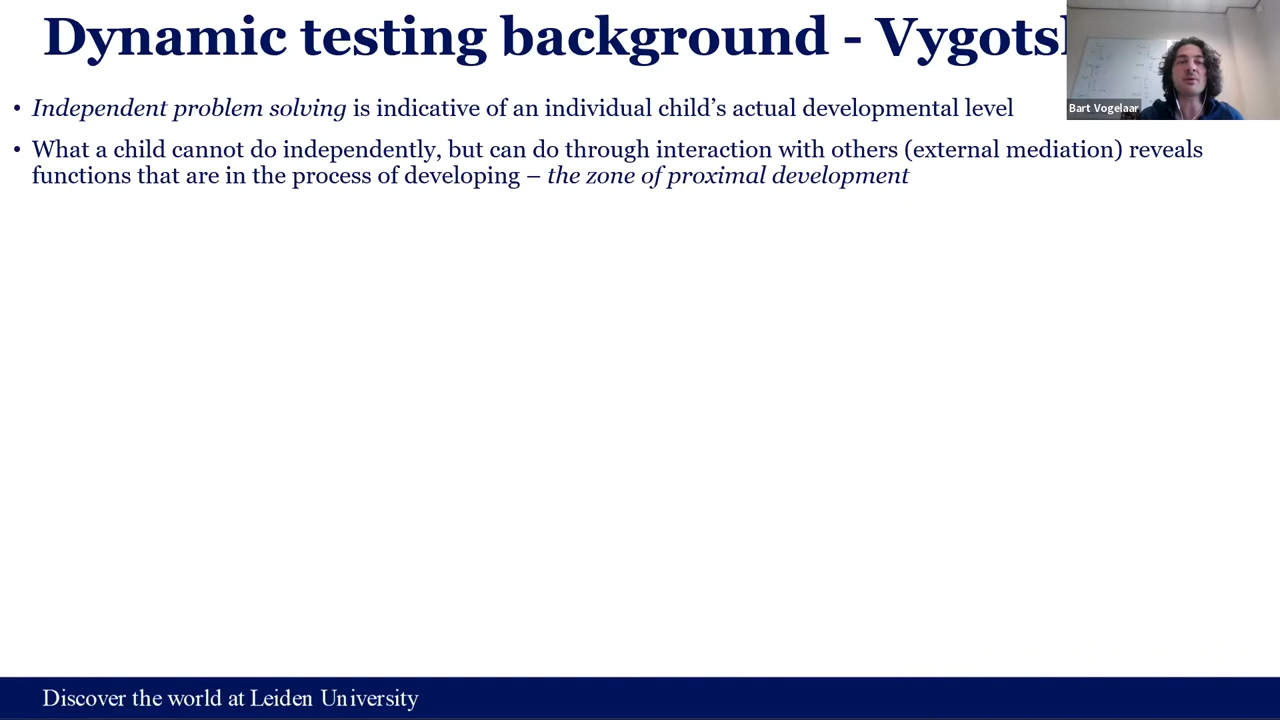 Dynamic testing background -
• Independent problem solving is indicative of an individual child’s actual developmental level
Bart Vogelaar
• What a child cannot do independently, but can do through interaction with others (external mediation) reveals
functions that are in the process of developing – the zone of proximal development
Discover the world at Leiden University